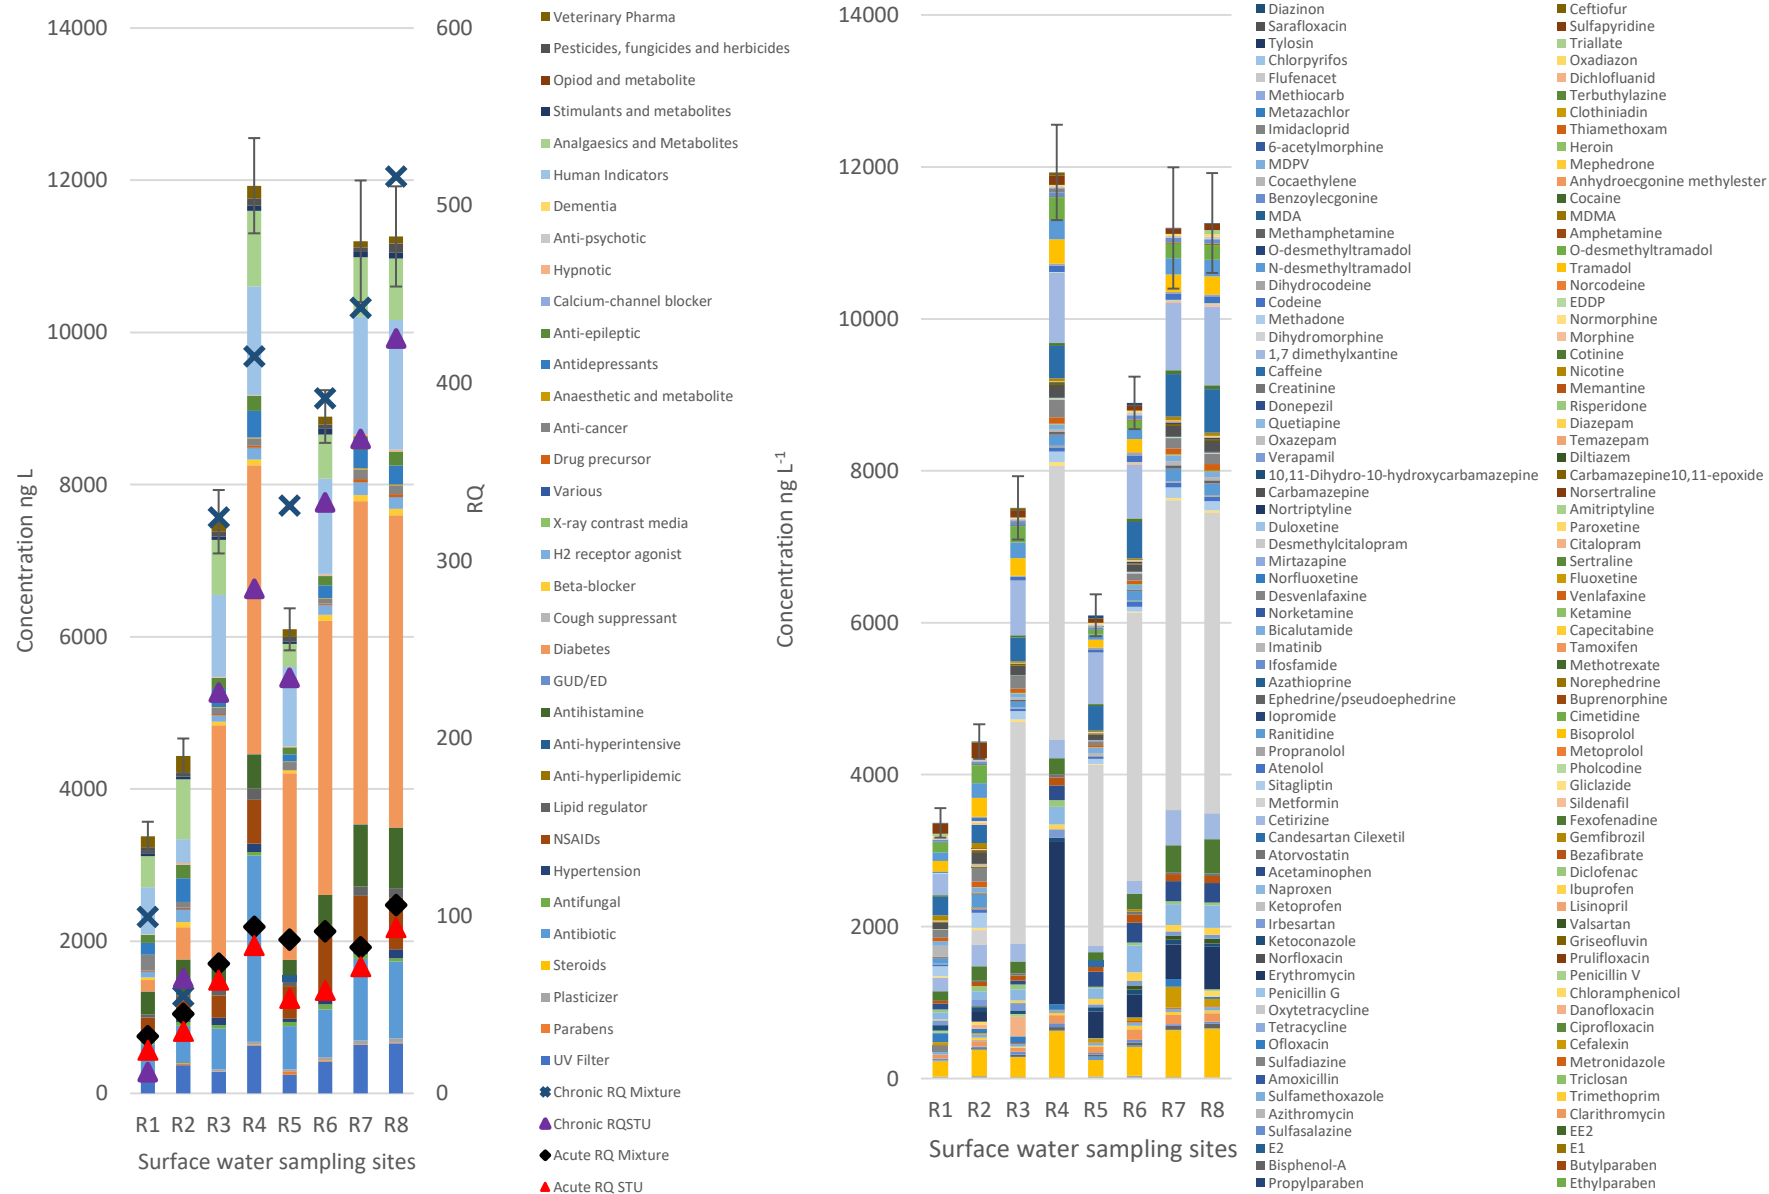 14000
12000
10000
8000
6000
4000
2000
0
Concentration ng L
600
500
400
300
200
100
0
RQ
R1 R2 R3 R4 R5 R6 R7 R8
Surface water sampling sites
Veterinary Pharma
Pesticides, fungicides and herbicides
Opiod and metabolite
Stimulants and metabolites
Analgaesics and Metabolites
Human Indicators
Dementia
Anti-psychotic
Hypnotic
Calcium-channel blocker
Anti-epileptic
Antidepressants
Anaesthetic and metabolite
Anti-cancer
Drug precursor
Various
X-ray contrast media
H2 receptor agonist
Beta-blocker
Cough suppressant
Diabetes
GUD/ED
Antihistamine
Anti-hyperintensive
Anti-hyperlipidemic
Lipid regulator
NSAIDs
Hypertension
Antifungal
Antibiotic
Steroids
Plasticizer
Parabens
UV Filter
Chronic RQ Mixture
Chronic RQSTU
Acute RQ Mixture
Acute RQ STU
14000
12000
10000
8000
6000
4000
2000
0
Concentration ng L-1
R1 R2 R3 R4 R5 R6 R7 R8
Surface water sampling sites
Diazinon Ceftiofur
Sarafloxacin Sulfapyridine
Tylosin Triallate
Chlorpyrifos Oxadiazon
Flufenacet Dichlofluanid
Methiocarb Terbuthylazine
Metazachlor Clothiniadin
Imidacloprid Thiamethoxam
6-acetylmorphine Heroin
MDPV Mephedrone
Cocaethylene Anhydroecgonine methylester
Benzoylecgonine Cocaine
MDA MDMA
Methamphetamine Amphetamine
O-desmethyltramadol O-desmethyltramadol
N-desmethyltramadol Tramadol
Dihydrocodeine Norcodeine
Codeine EDDP
Methadone Normorphine
Dihydromorphine Morphine
1,7 dimethylxantine Cotinine
Caffeine Nicotine
Creatinine Memantine
Donepezil Risperidone
Quetiapine Diazepam
Oxazepam Temazepam
Verapamil Diltiazem
10,11-Dihydro-10-hydroxycarbamazepine Carbamazepine10,11-epoxide
Carbamazepine Norsertraline
Nortriptyline Amitriptyline
Duloxetine Paroxetine
Desmethylcitalopram Citalopram
Mirtazapine Sertraline
Norfluoxetine Fluoxetine
Desvenlafaxine Venlafaxine
Norketamine Ketamine
Bicalutamide Capecitabine
Imatinib Tamoxifen
Ifosfamide Methotrexate
Azathioprine Norephedrine
Ephedrine/pseudoephedrine Buprenorphine
Iopromide Cimetidine
Ranitidine Bisoprolol
Propranolol Metoprolol
Atenolol Pholcodine
Sitagliptin Gliclazide
Metformin Sildenafil
Cetirizine Fexofenadine
Candesartan Cilexetil Gemfibrozil
Atorvostatin Bezafibrate
Acetaminophen Diclofenac
Naproxen Ibuprofen
Ketoprofen Lisinopril
Irbesartan Valsartan
Ketoconazole Griseofluvin
Norfloxacin Prulifloxacin
Erythromycin Penicillin V
Penicillin G Chloramphenicol
Oxytetracycline Danofloxacin
Tetracycline Ciprofloxacin
Ofloxacin Cefalexin
Sulfadiazine Metronidazole
Amoxicillin Triclosan
Sulfamethoxazole Trimethoprim
Azithromycin Clarithromycin
Sulfasalazine EE2
E2 E1
Bisphenol-A Butylparaben
Propylparaben Ethylparaben